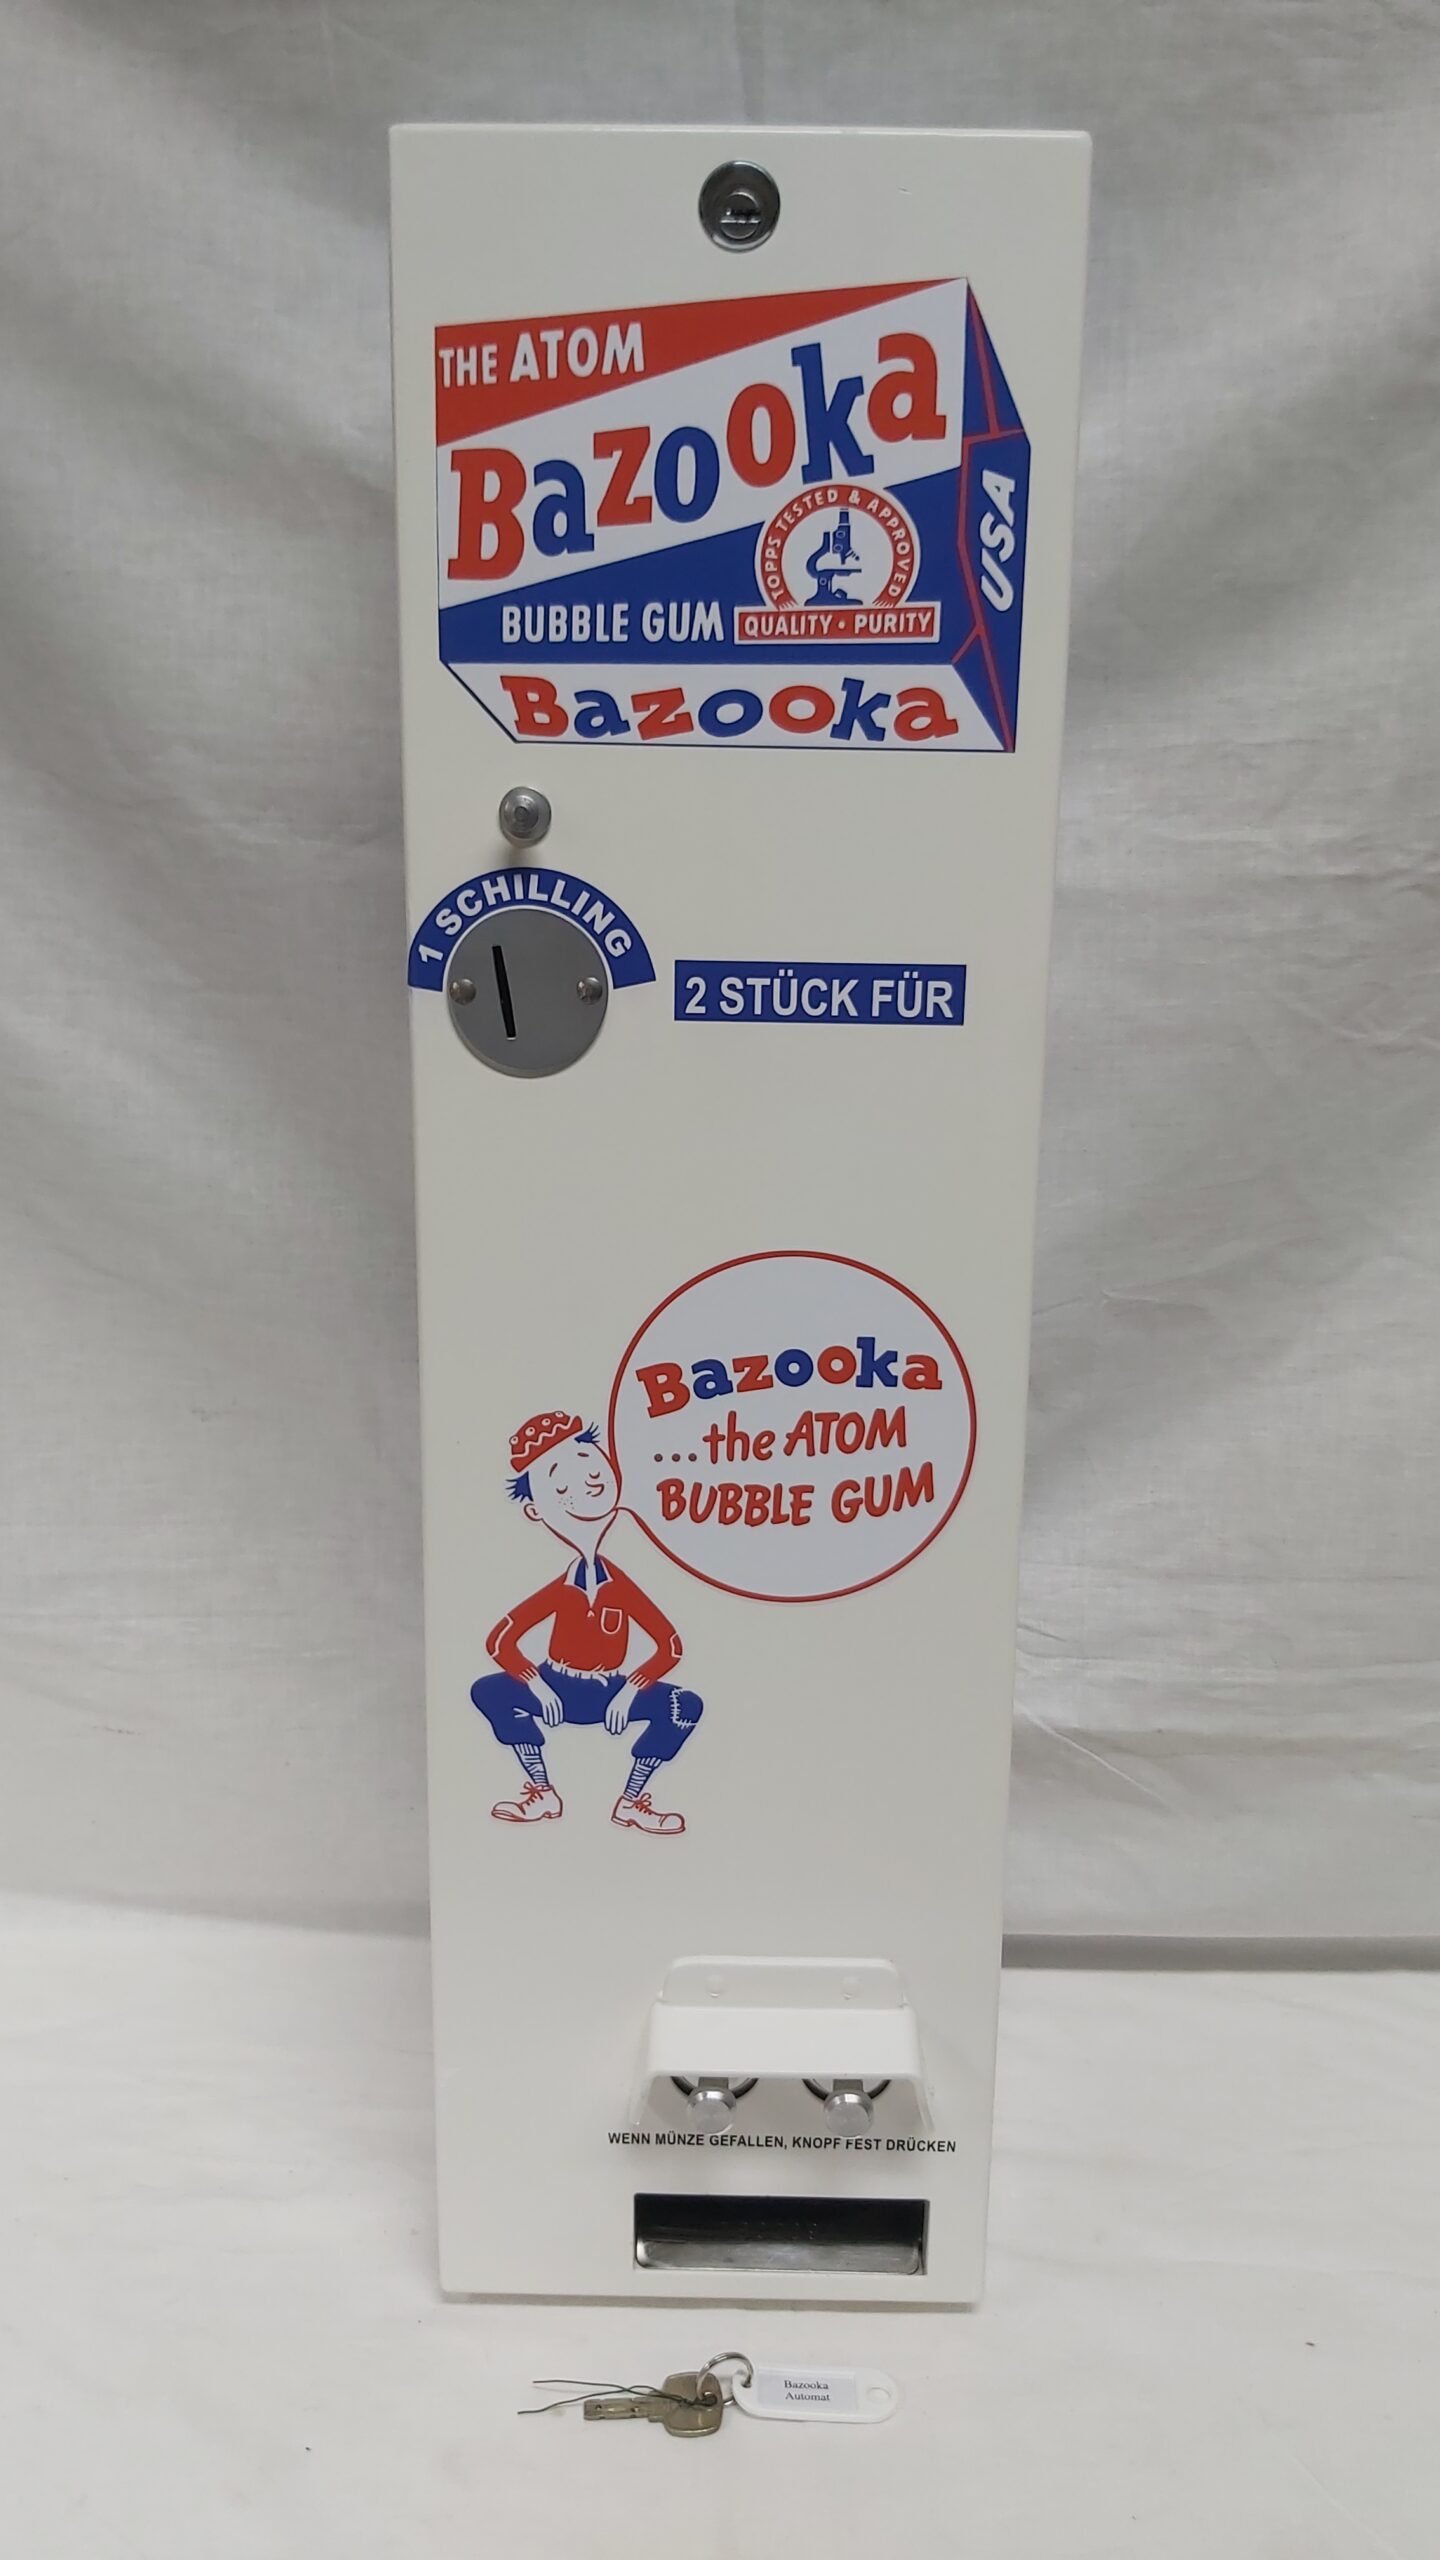 THE ATOM
Bazooka
TOPPS TESTED & APPROVED
BUBBLE GUM
QUALITY • PURITY
USA
Bazooka
1 SCHILLING
2 STÜCK FÜR
Bazooka
...the ATOM
BUBBLE GUM
WENN MÜNZE GEFALLEN, KNOPF FEST DRÜCKEN
Bazooka
Automat